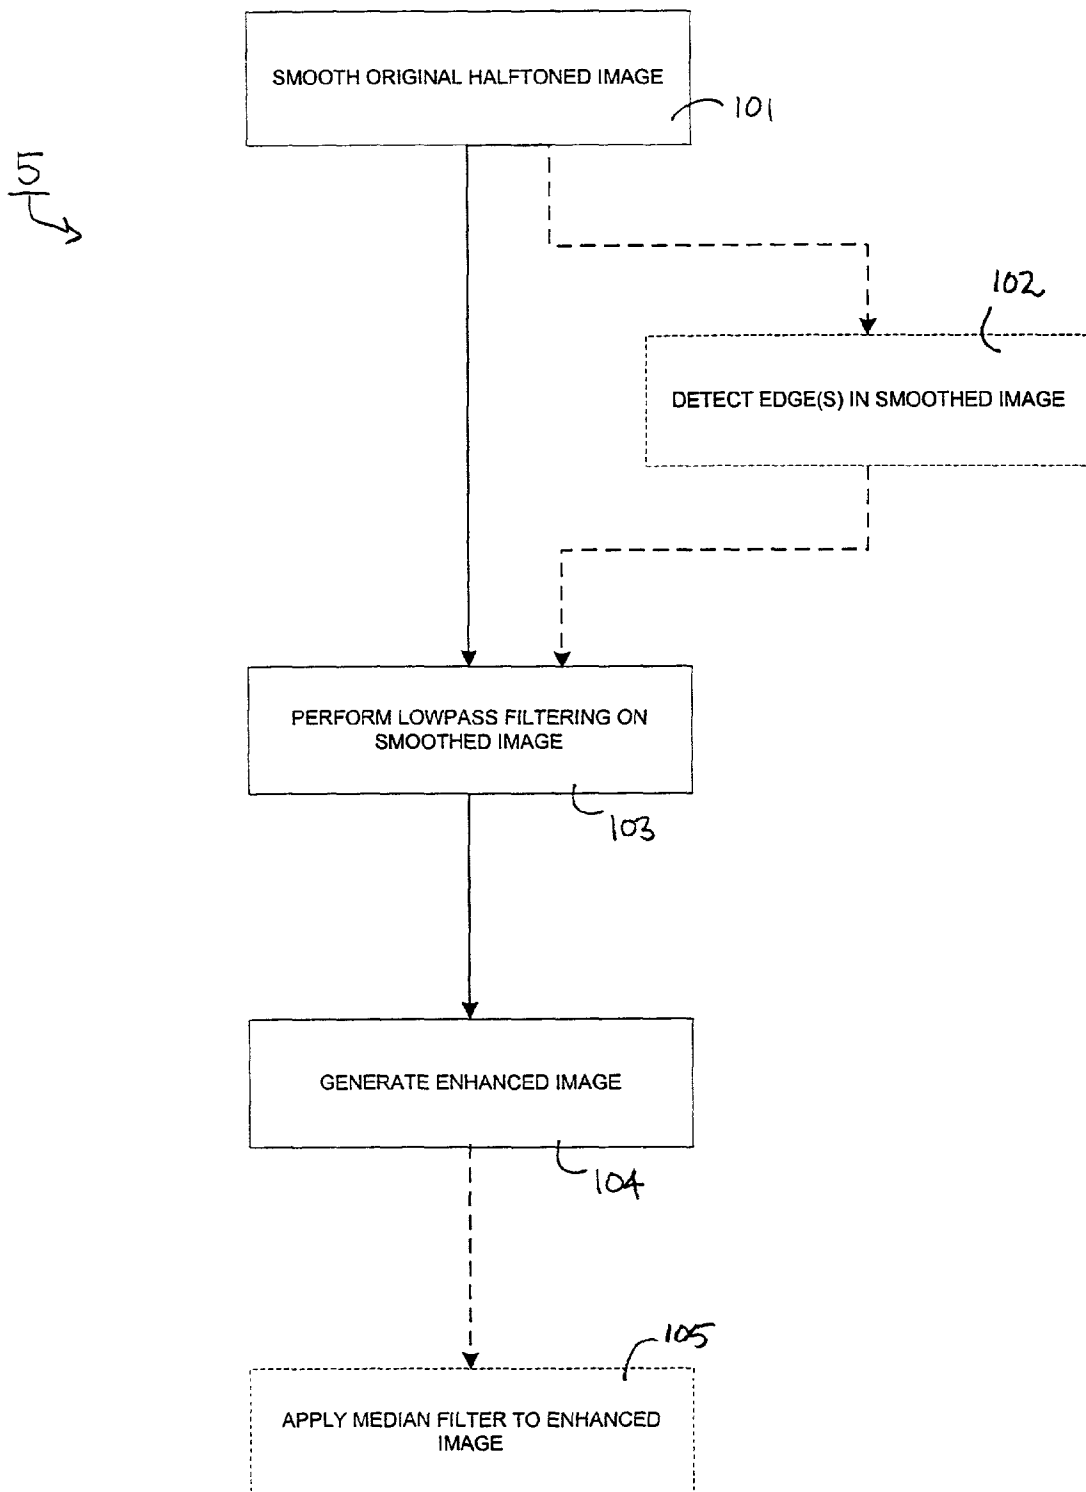 SMOOTH ORIGINAL HALFTONED IMAGE
101
5
102
DETECT EDGE(S) IN SMOOTHED IMAGE
PERFORM LOWPASS FILTERING ON
SMOOTHED IMAGE
103
GENERATE ENHANCED IMAGE
104
105
APPLY MEDIAN FILTER TO ENHANCED
IMAGE